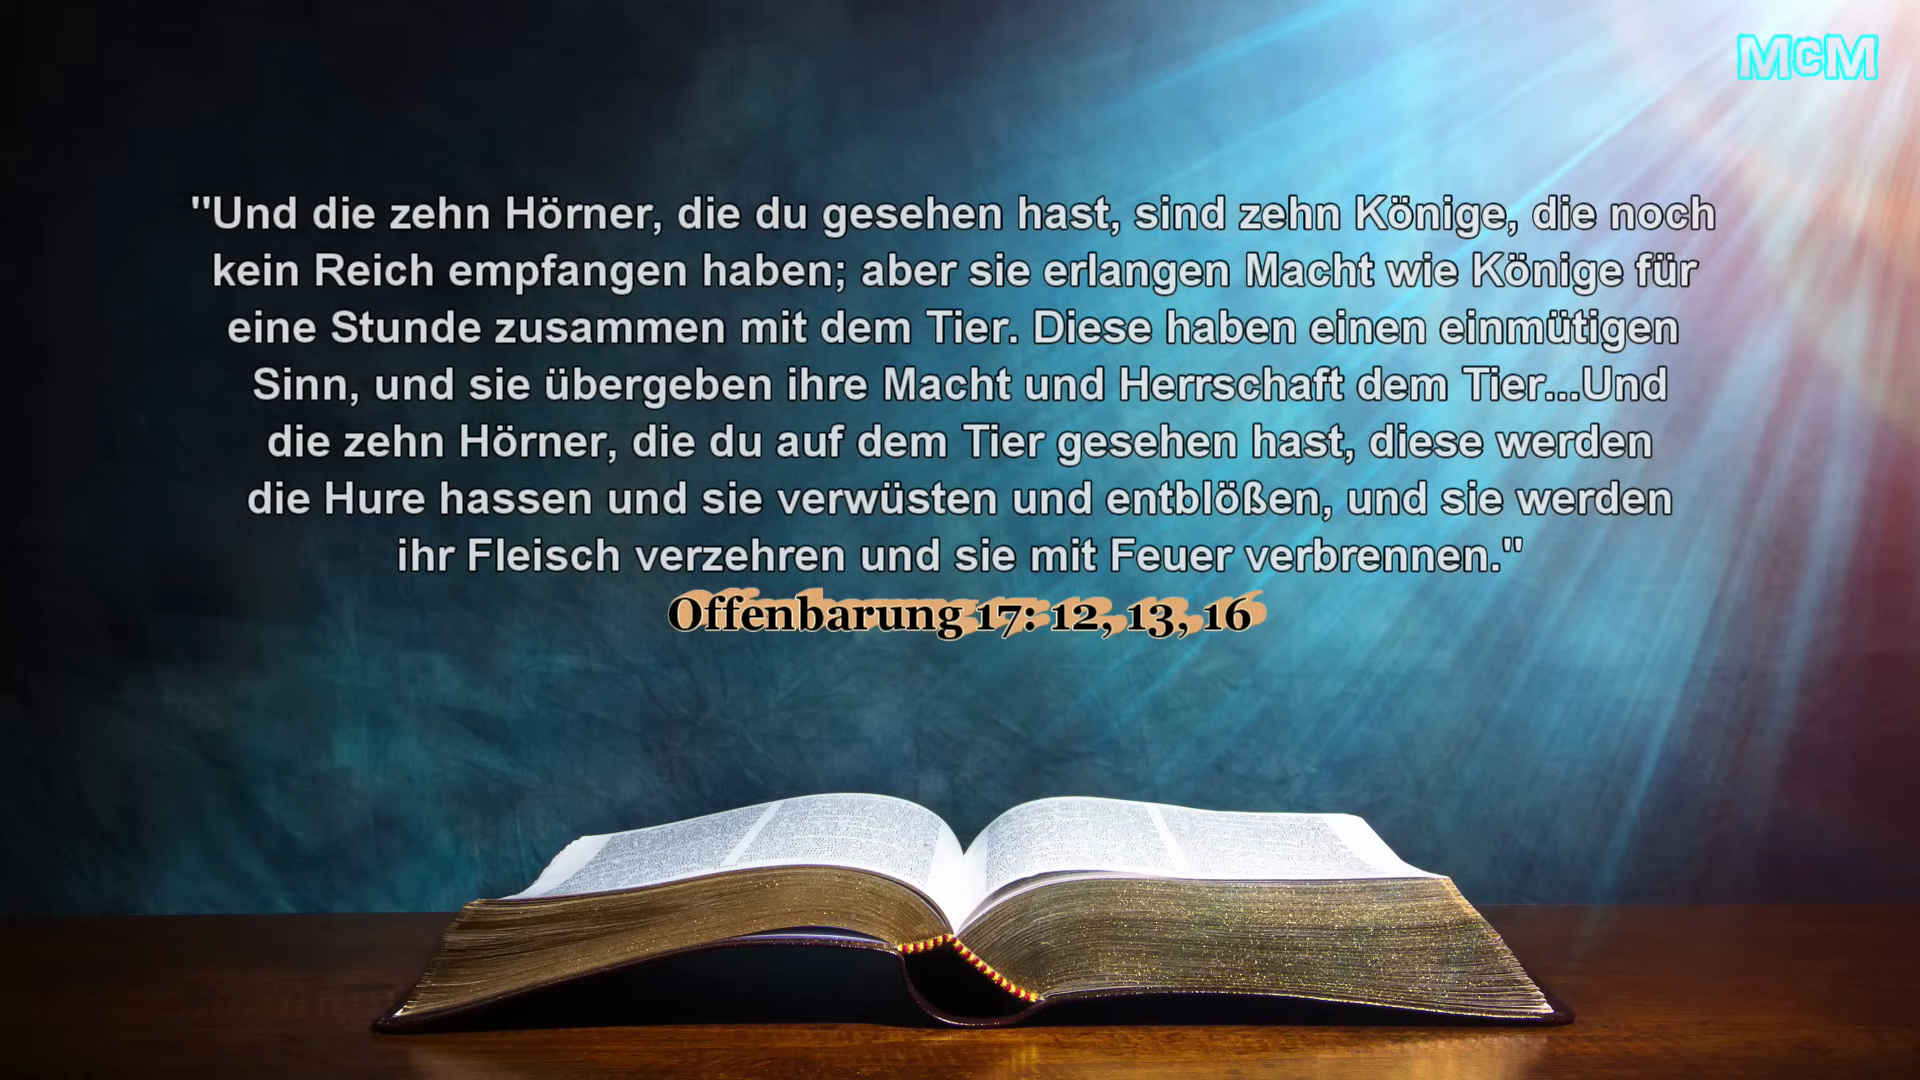 McM
"Und die zehn Hörner, die du gesehen hast, sind zehn Könige, die noch
kein Reich empfangen haben; aber sie erlangen Macht wie Könige für
eine Stunde zusammen mit dem Tier. Diese haben einen einmütigen
Sinn, und sie übergeben ihre Macht und Herrschaft dem Tier...Und
die zehn Hörner, die du auf dem Tier gesehen hast, diese werden
die Hure hassen und sie verwüsten und entblößen, und sie werden
ihr Fleisch verzehren und sie mit Feuer verbrennen."
Offenbarung 17: 12, 13, 16